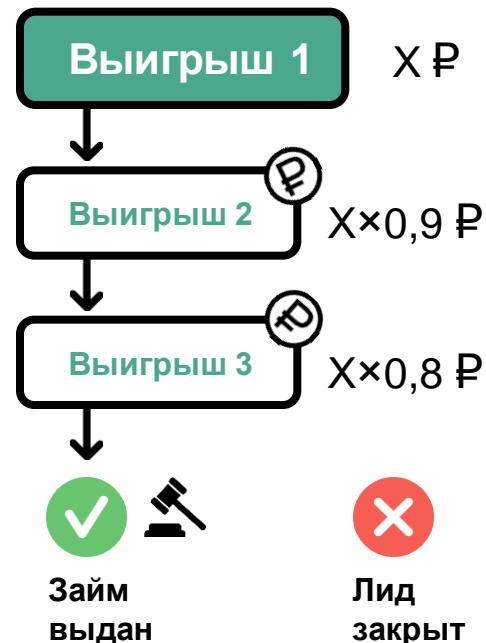 Выигрыш 1 X ₽
Выигрыш 2 X×0,9 ₽
Выигрыш 3 X×0,8 ₽
Займ
выдан
Лид
закрыт